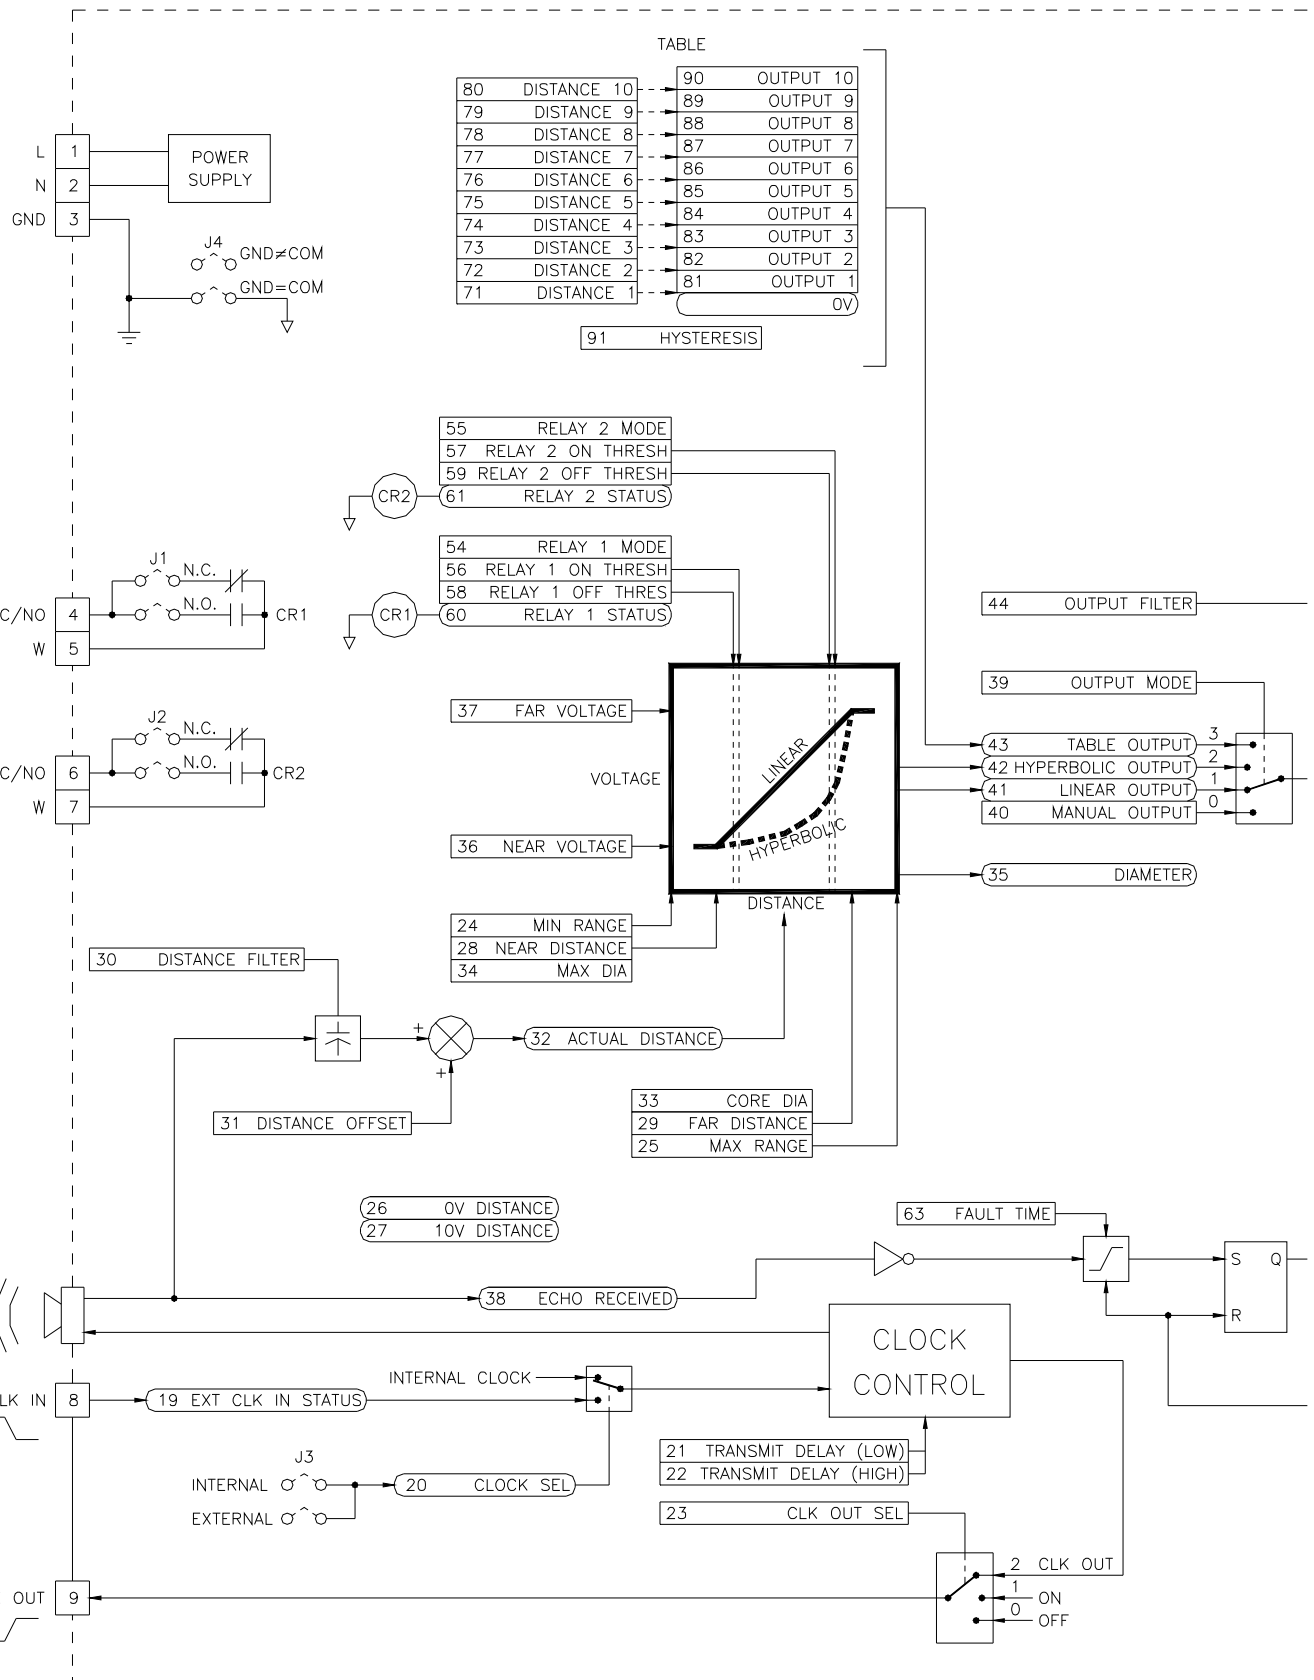 TABLE
90 OUTPUT 10
89 OUTPUT 9
88 OUTPUT 8
87 OUTPUT 7
86 OUTPUT 6
85 OUTPUT 5
84 OUTPUT 4
83 OUTPUT 3
82 OUTPUT 2
81 OUTPUT 1
0V
80 DISTANCE 10
79 DISTANCE 9
78 DISTANCE 8
77 DISTANCE 7
76 DISTANCE 6
75 DISTANCE 5
74 DISTANCE 4
73 DISTANCE 3
72 DISTANCE 2
71 DISTANCE 1
91 HYSTERESIS
L 1
N 2
GND 3
POWER
SUPPLY
J4
GND≠COM
GND=COM
55 RELAY 2 MODE
57 RELAY 2 ON THRESH
59 RELAY 2 OFF THRESH
CR2 61 RELAY 2 STATUS
54 RELAY 1 MODE
56 RELAY 1 ON THRESH
58 RELAY 1 OFF THRES
CR1 60 RELAY 1 STATUS
J1
N.C.
C/NO 4 N.O. CR1
W 5
J2
N.C.
C/NO 6 N.O. CR2
W 7
44 OUTPUT FILTER
39 OUTPUT MODE
43 TABLE OUTPUT 3
42 HYPERBOLIC OUTPUT 2
41 LINEAR OUTPUT 1
40 MANUAL OUTPUT 0
35 DIAMETER
37 FAR VOLTAGE
VOLTAGE
LINEAR
HYPERBOLIC
36 NEAR VOLTAGE
DISTANCE
24 MIN RANGE
28 NEAR DISTANCE
34 MAX DIA
30 DISTANCE FILTER
+
+
32 ACTUAL DISTANCE
31 DISTANCE OFFSET
33 CORE DIA
29 FAR DISTANCE
25 MAX RANGE
26 0V DISTANCE
27 10V DISTANCE
63 FAULT TIME
S Q
R
38 ECHO RECEIVED
CLOCK
CONTROL
INTERNAL CLOCK
LK IN 8 19 EXT CLK IN STATUS
J3
INTERNAL
EXTERNAL
20 CLOCK SEL
21 TRANSMIT DELAY (LOW)
22 TRANSMIT DELAY (HIGH)
23 CLK OUT SEL
2 CLK OUT
1 ON
0 OFF
OUT 9